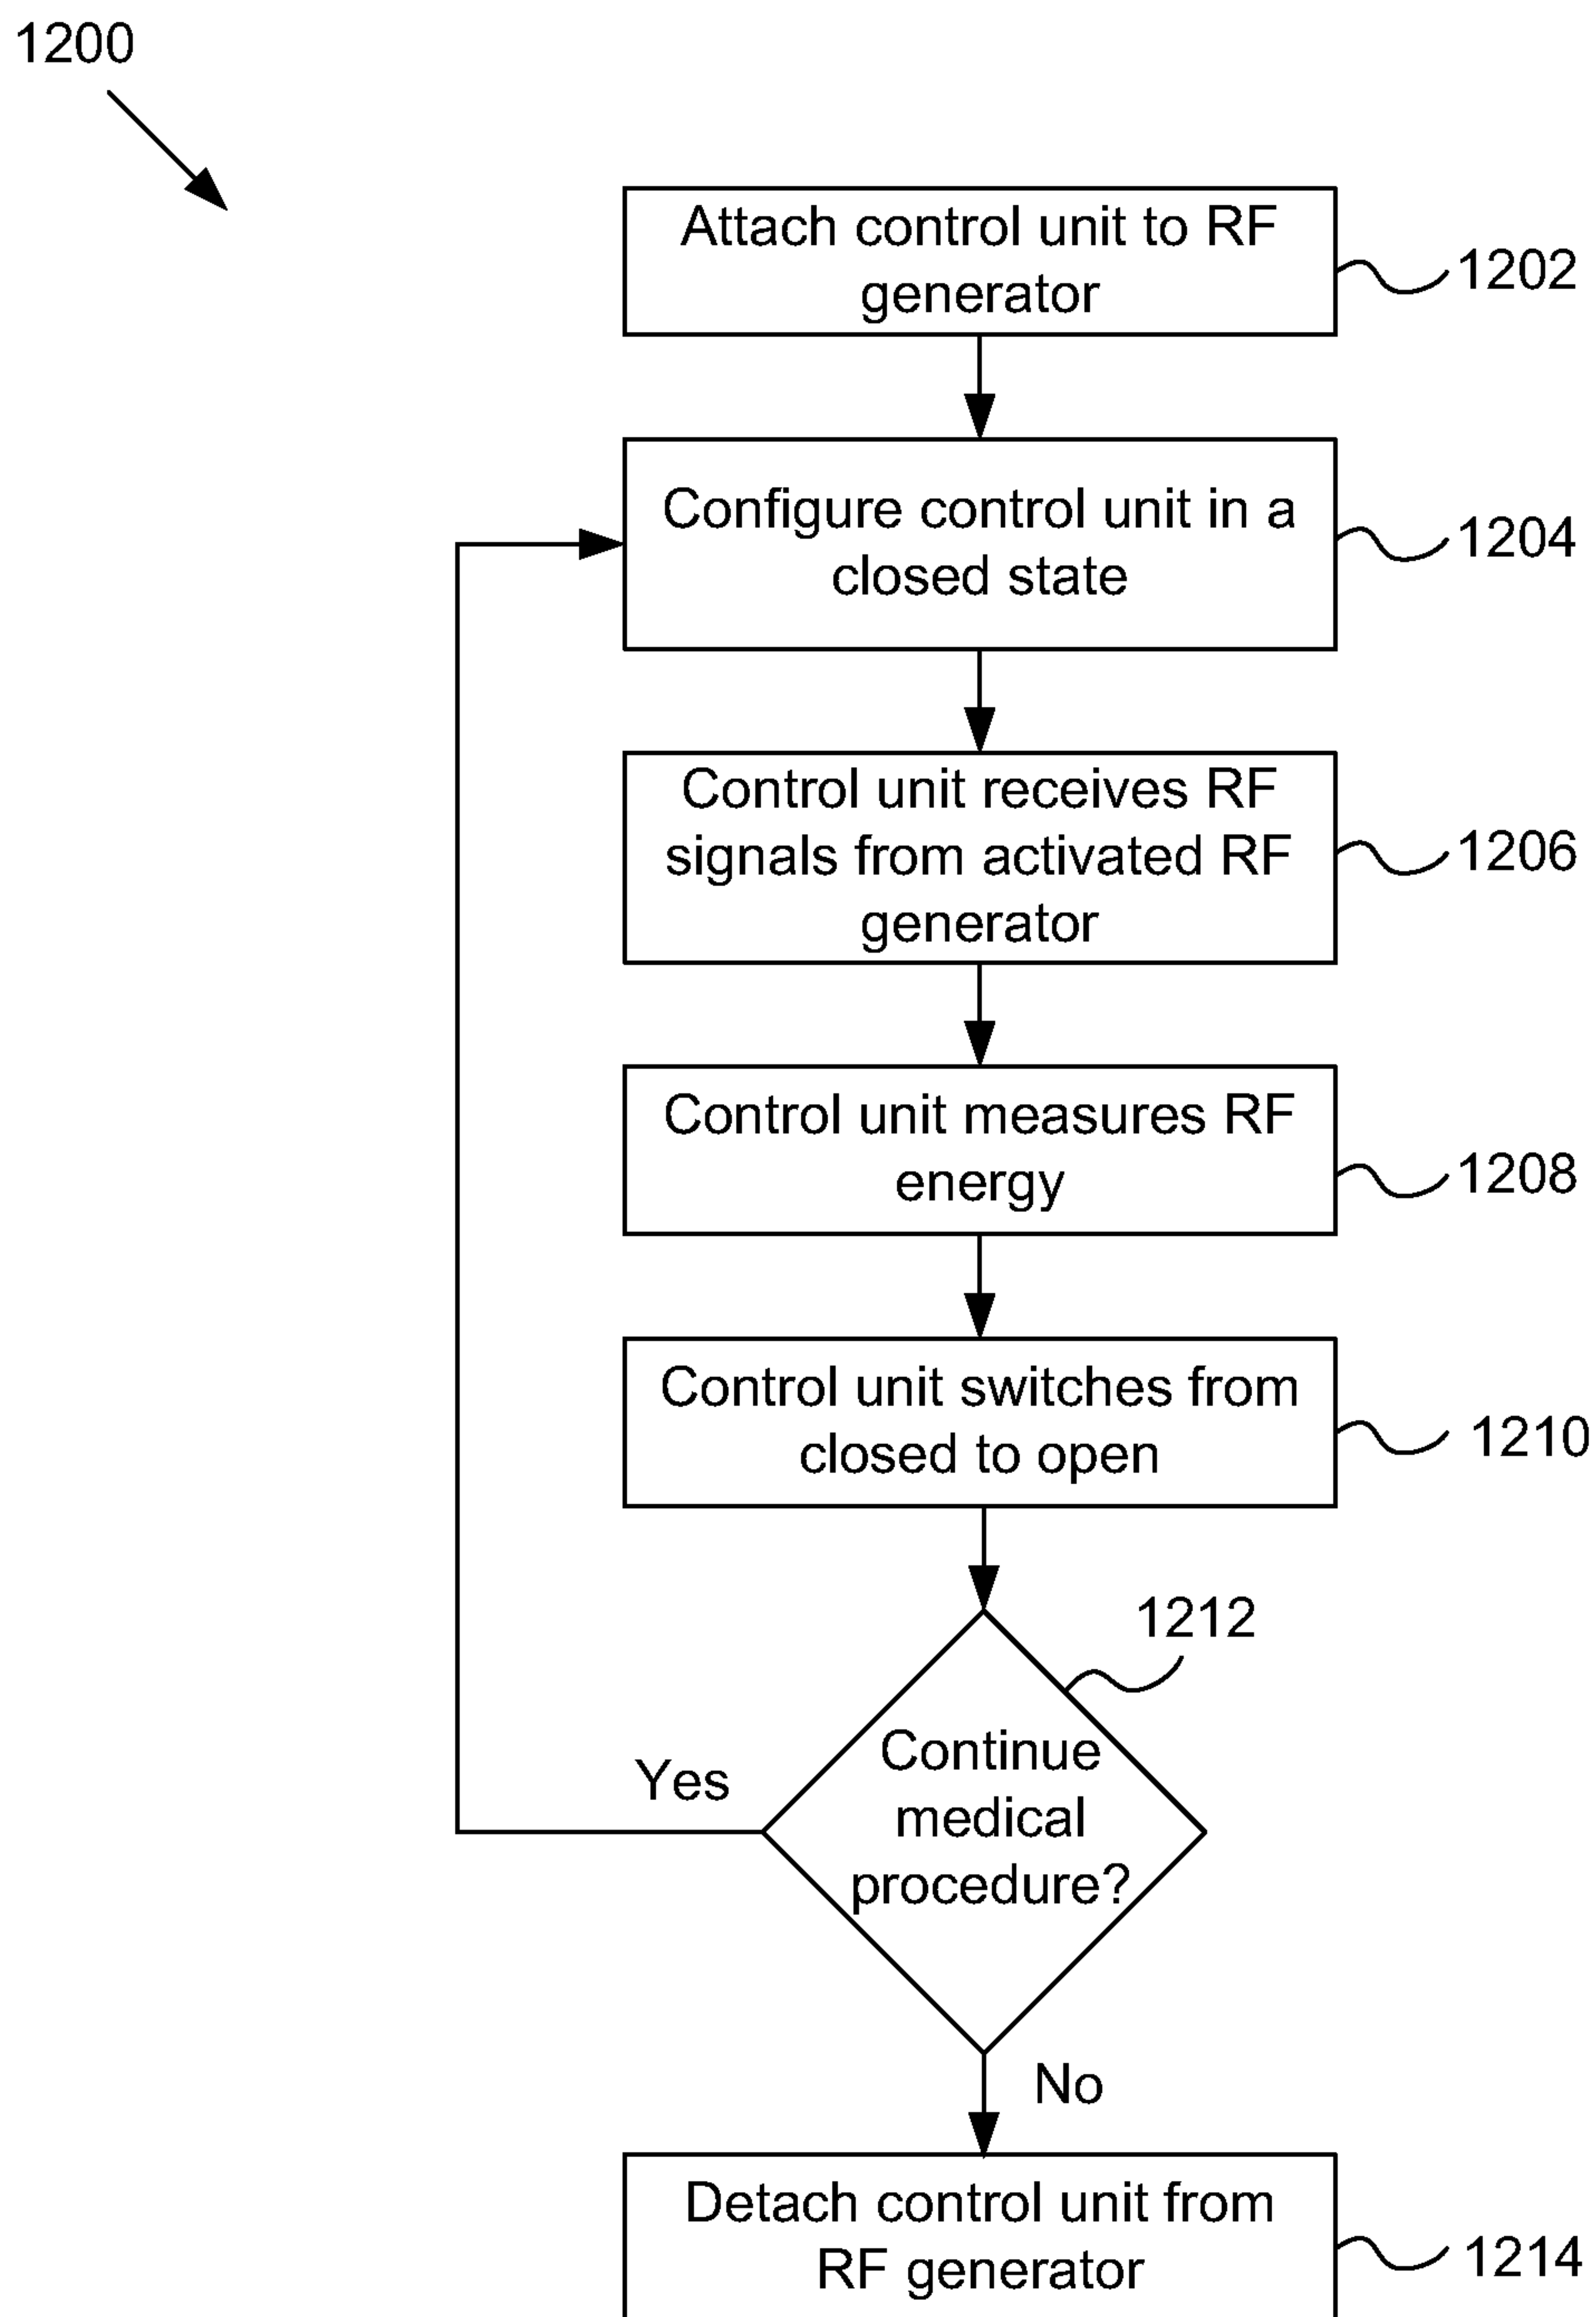 1200
Attach control unit to RF
generator
1202
Configure control unit in a
closed state
1204
Control unit receives RF
signals from activated RF
generator
1206
Control unit measures RF
energy
1208
Control unit switches from
closed to open
1210
1212
Continue
medical
procedure?
Yes
No
Detach control unit from
RF generator
1214